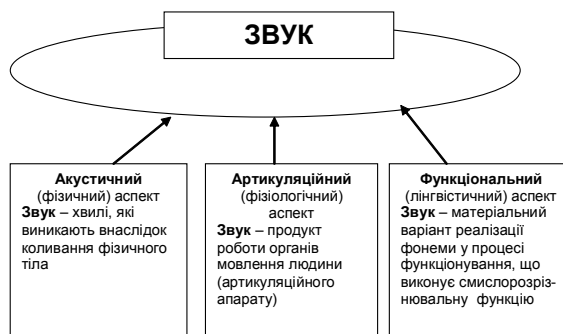 ЗВУК
Акустичний
(фізичний) аспект
Звук – хвилі, які
виникають внаслідок
коливання фізичного
тіла
Артикуляційний
(фізіологічний)
аспект
Звук – продукт
роботи органів
мовлення людини
(артикуляційного
апарату)
Функціональний
(лінгвістичний) аспект
Звук – матеріальний
варіант реалізації
фонеми у процесі
функціонування, що
виконує смислорозріз-
нювальну функцію